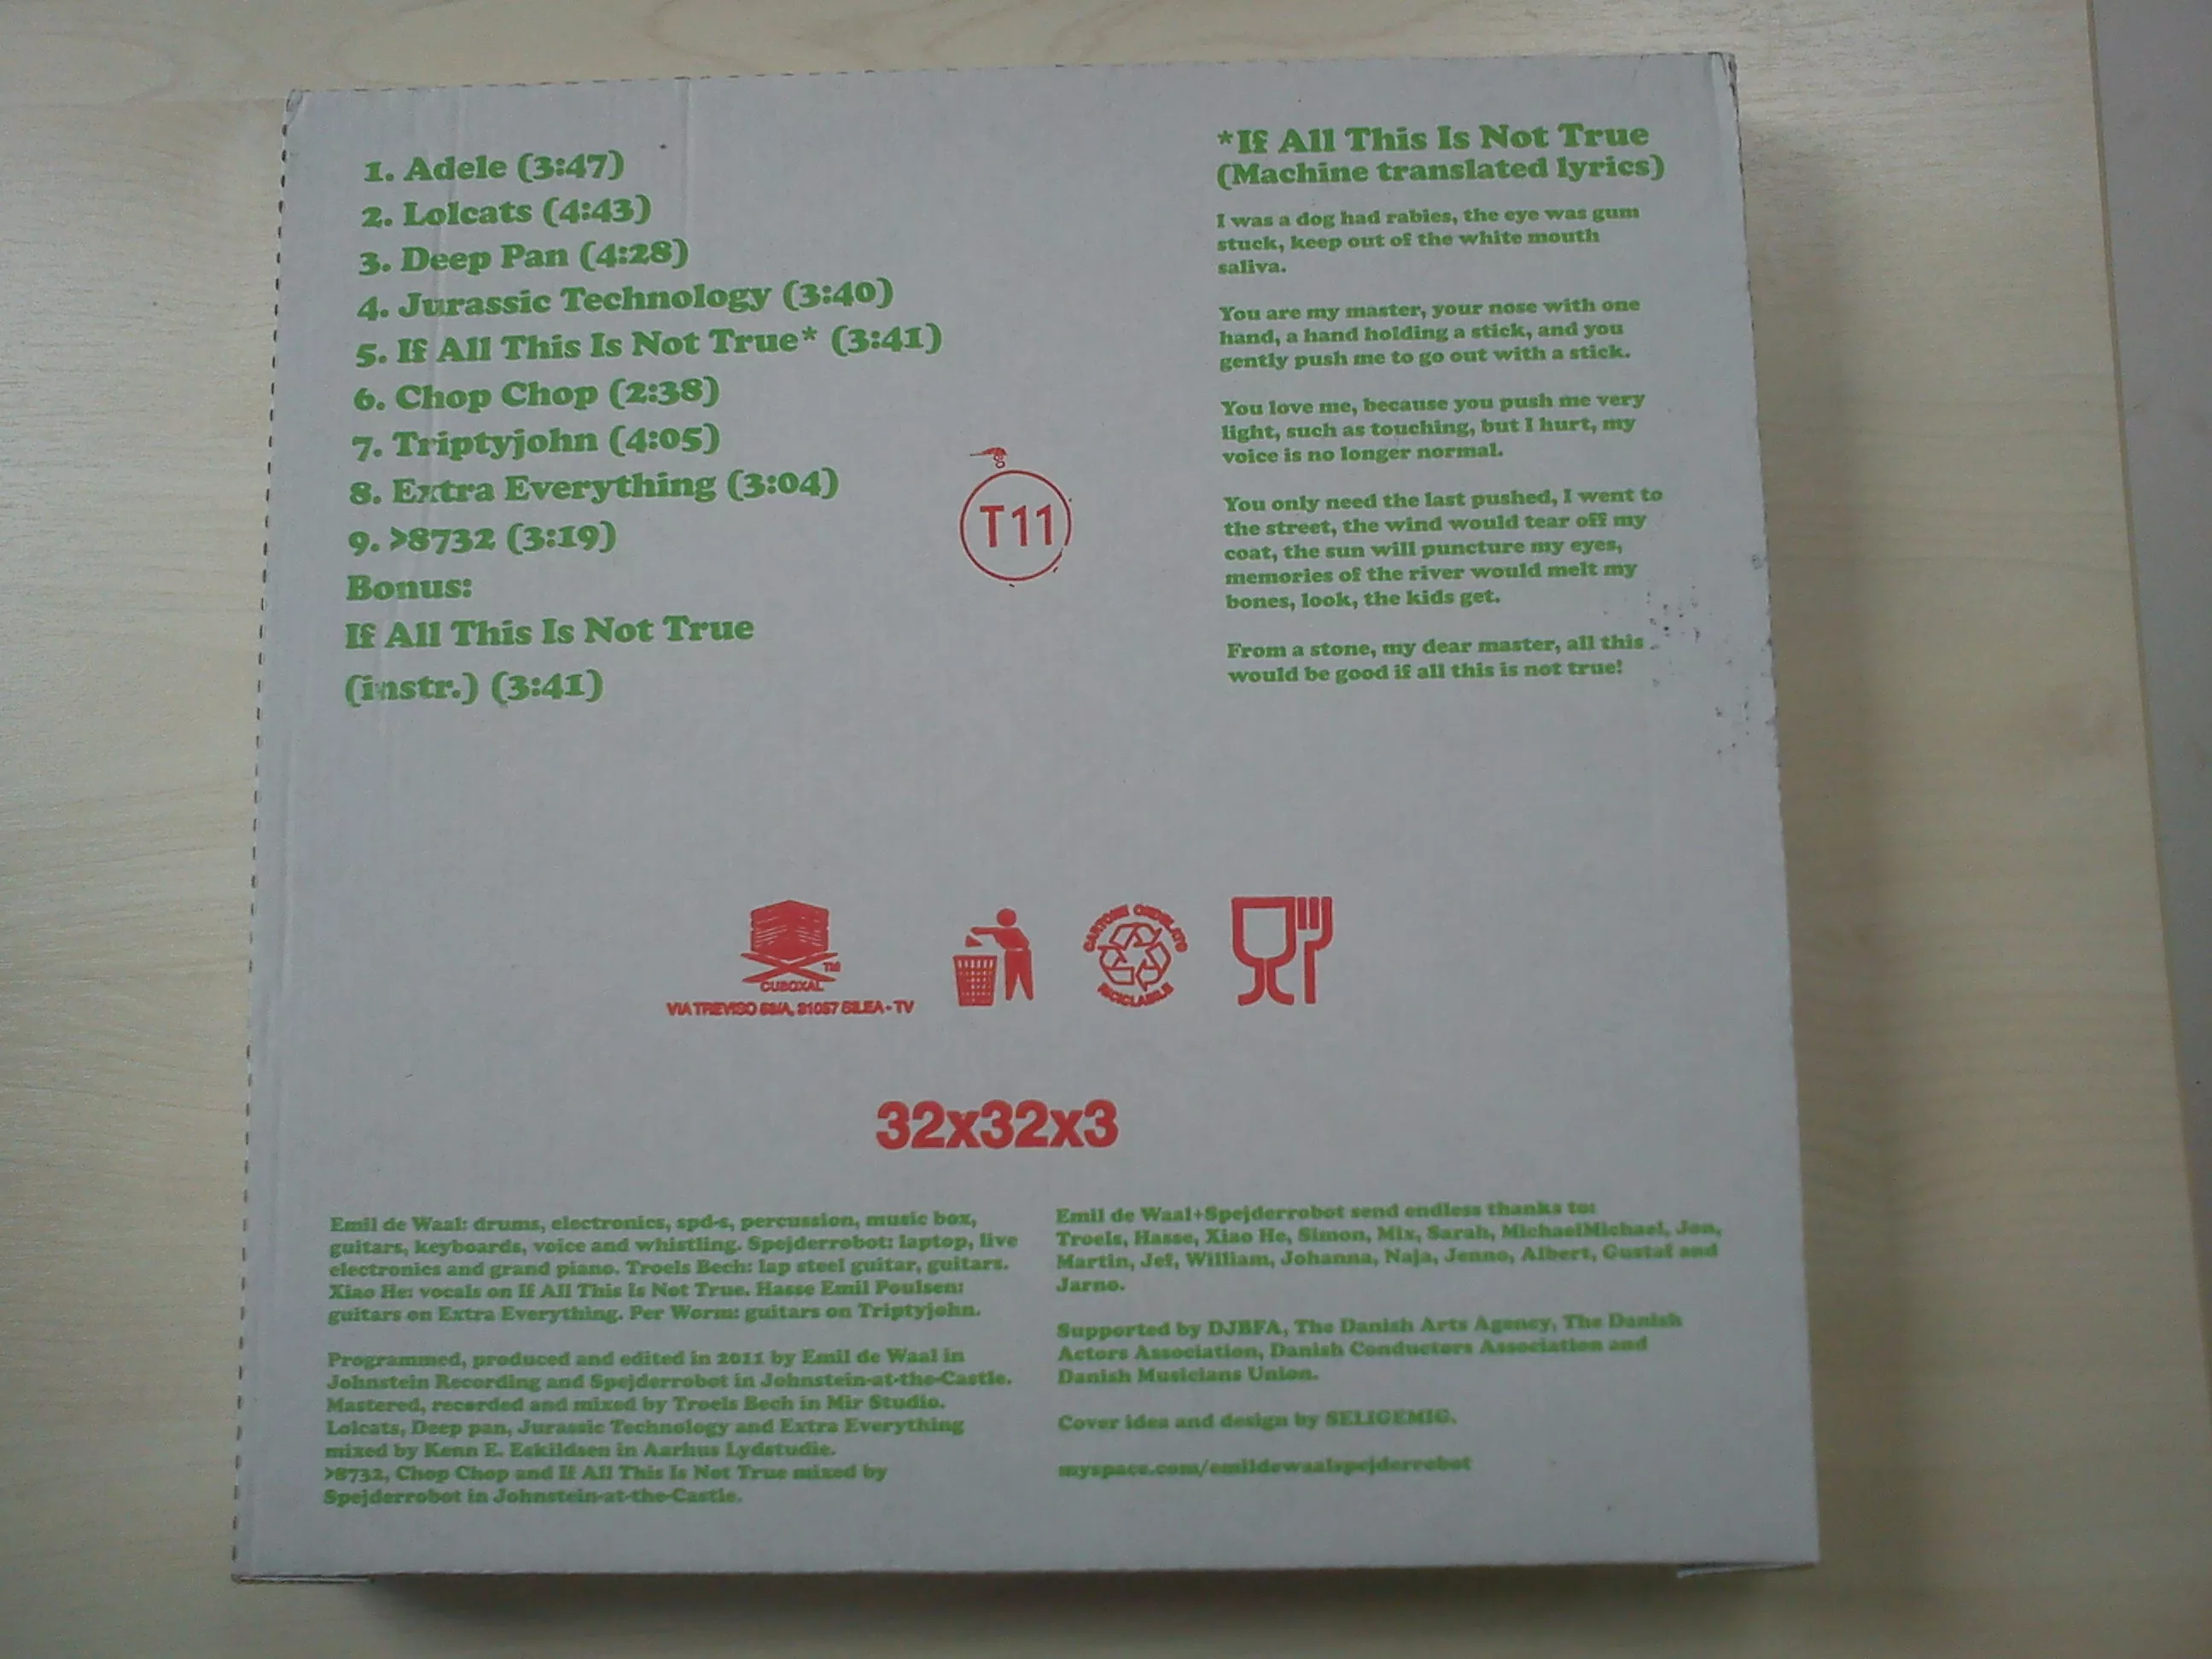 1. Adele (3:47)
2. Lolcats (4:43)
3. Deep Pan (4:28)
4. Jurassic Technology (3:40)
5. If All This Is Not True* (3:41)
6. Chop Chop (2:38)
7. Triptyjohn (4:05)
8. Extra Everything (3:04)
9. >8732 (3:19)
Bonus:
If All This Is Not True
(instr.) (3:41)
*If All This Is Not True
(Machine translated lyrics)
I was a dog had rabies, the eye was gum
stuck, keep out of the white mouth
saliva.
You are my master, your nose with one
hand, a hand holding a stick, and you
gently push me to go out with a stick.
You love me, because you push me very
light, such as touching, but I hurt, my
voice is no longer normal.
You only need the last pushed, I went to
the street, the wind would tear off my
coat, the sun will puncture my eyes,
memories of the river would melt my
bones, look, the kids get.
From a stone, my dear master, all this
would be good if all this is not true!
T11
TM
CUBOXAL
VIA TREVISO 31057 SILEA - TV
CARTONE ONDULATO
RICICLABILE
32x32x3
Emil de Waal: drums, electronics, spd-s, percussion, music box,
guitars, keyboards, voice and whistling. Spejderrobot: laptop, live
electronics and grand piano. Troels Bech: lap steel guitar, guitars.
Xiao He: vocals on If All This Is Not True. Hasse Emil Poulsen:
guitars on Extra Everything. Per Worm: guitars on Triptyjohn.
Programmed, produced and edited in 2011 by Emil de Waal in
Johnstein Recording and Spejderrobot in Johnstein-at-the-Castle.
Mastered, recorded and mixed by Troels Bech in Mir Studio.
Lolcats, Deep pan, Jurassic Technology and Extra Everything
mixed by Kenn E. Eskildsen in Aarhus Lydstudie.
>8732, Chop Chop and If All This Is Not True mixed by
Spejderrobot in Johnstein-at-the-Castle.
Emil de Waal+Spejderrobot send endless thanks to:
Troels, Hasse, Xiao He, Simon, Mix, Sarah, MichaelMichael, Jon,
Martin, Jef, William, Johanna, Naja, Jenno, Albert, Gustaf and
Jarno.
Supported by DJBFA, The Danish Arts Agency, The Danish
Actors Association, Danish Conductors Association and
Danish Musicians Union.
Cover idea and design by SELIGEMIG.
myspace.com/emildewaalspejderrobot